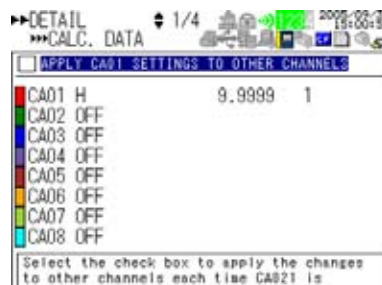 DETAIL 1/4
CALC. DATA
APPLY CA01 SETTINGS TO OTHER CHANNELS
CA01 H 9.9999 1
CA02 OFF
CA03 OFF
CA04 OFF
CA05 OFF
CA06 OFF
CA07 OFF
CA08 OFF
Select the check box to apply the changes
to other channels each time CA021 is